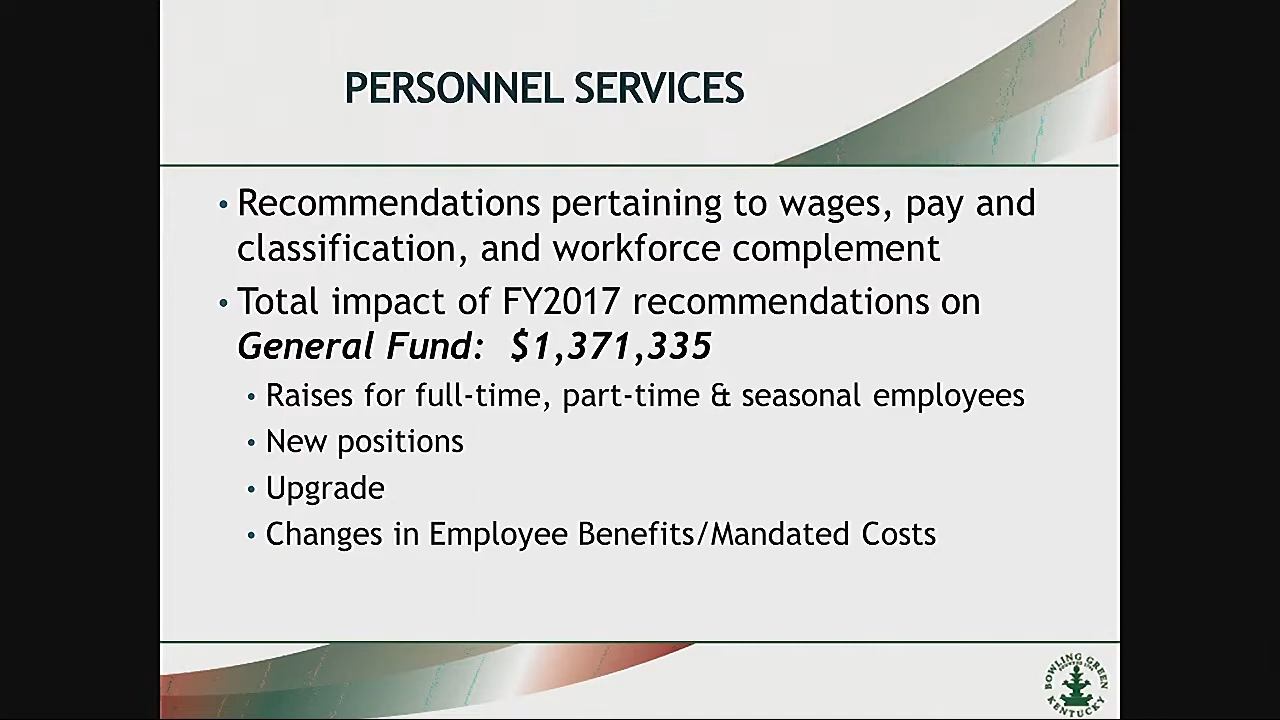 PERSONNEL SERVICES
• Recommendations pertaining to wages, pay and
classification, and workforce complement
• Total impact of FY2017 recommendations on
General Fund: $1,371,335
• Raises for full-time, part-time & seasonal employees
• New positions
• Upgrade
• Changes in Employee Benefits/Mandated Costs
BOWLING GREEN
KENTUCKY